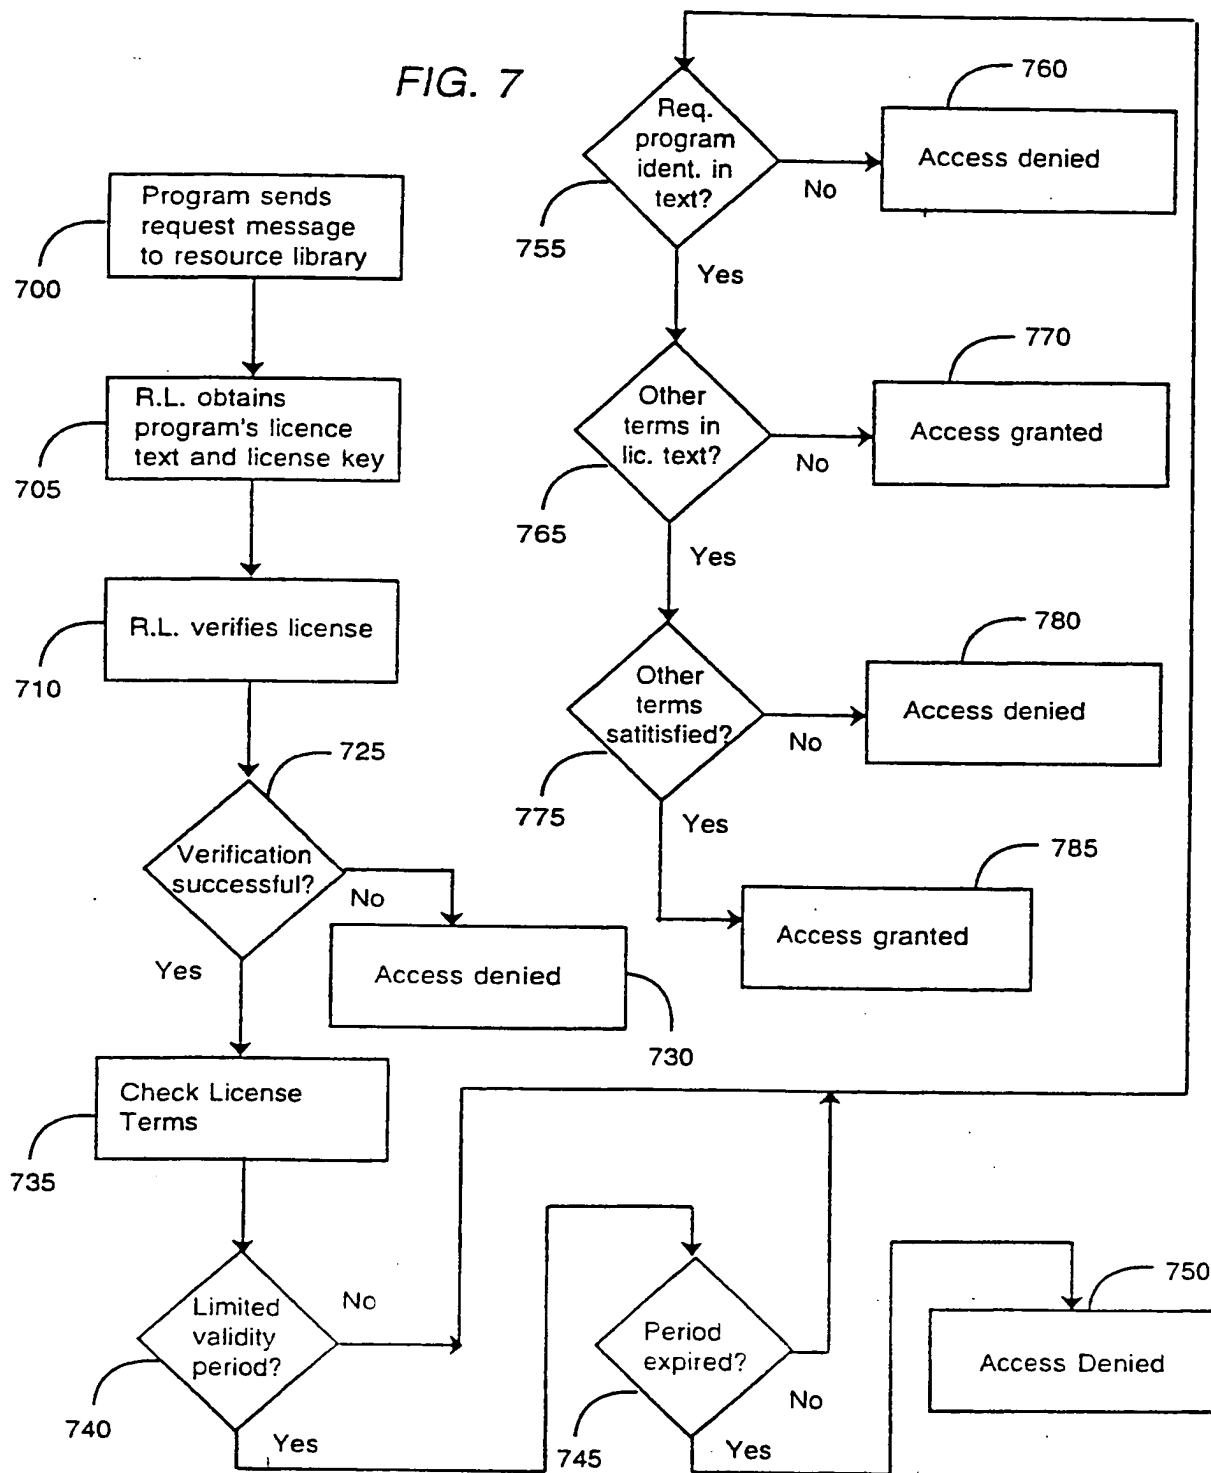 FIG. 7
Program sends
request message
to resource library
700
R.L. obtains
program's licence
text and license key
705
R.L. verifies license
710
725
Verification
successful?
No
Yes
Access denied
730
Check License
Terms
735
Limited
validity
period?
No
740
Yes
Period
expired?
No
745
Yes
750
Access Denied
Req.
program
ident. in
text?
No
755
Yes
760
Access denied
Other
terms in
lic. text?
No
765
Yes
770
Access granted
Other
terms
satitisfied?
No
775
Yes
780
Access denied
785
Access granted